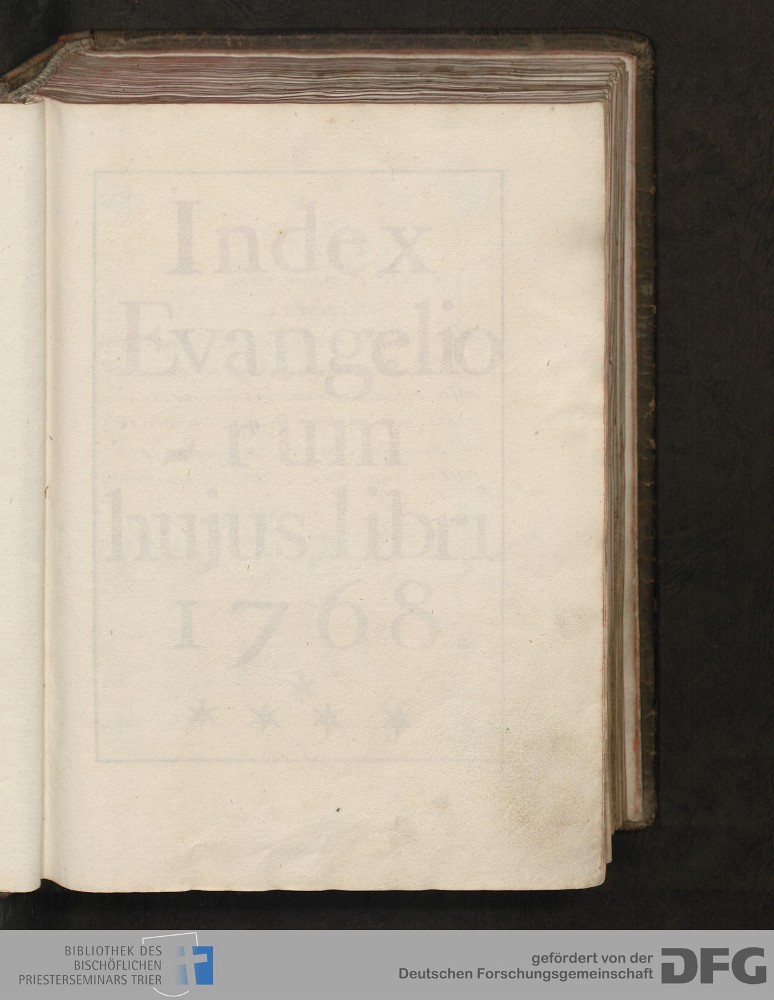 Index
Evangelio
-rum
hujus libri
1768.
BIBLIOTHEK DES
BISCHÖFLICHEN
PRIESTERSEMINARS TRIER
gefördert von der
Deutschen Forschungsgemeinschaft
DFG